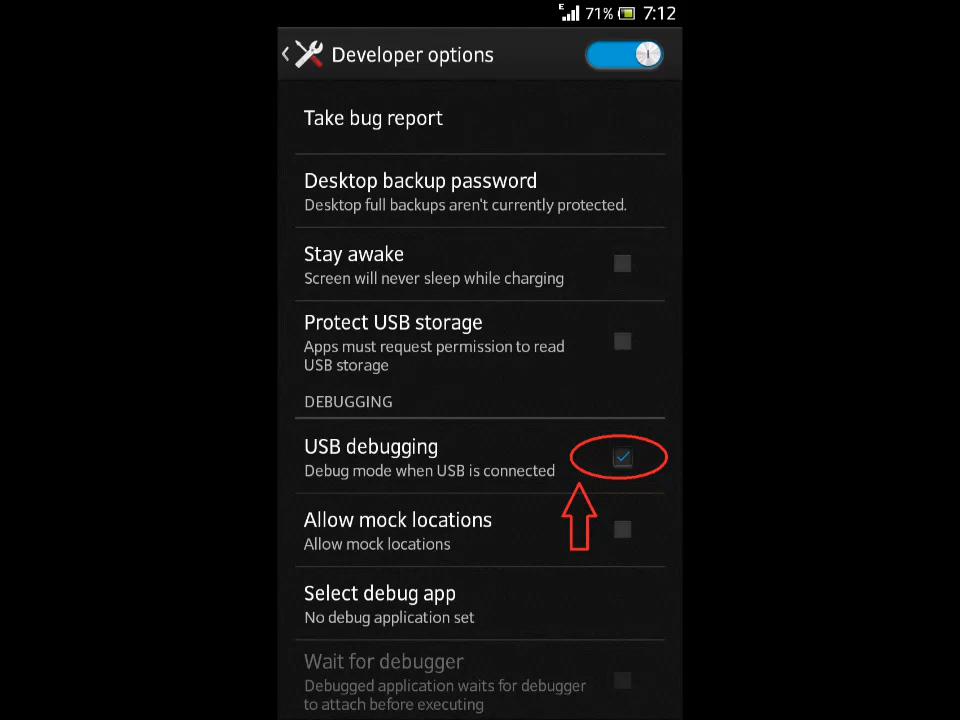 E 71% 7:12
Developer options
Take bug report
Desktop backup password
Desktop full backups aren't currently protected.
Stay awake
Screen will never sleep while charging
Protect USB storage
Apps must request permission to read
USB storage
DEBUGGING
USB debugging
Debug mode when USB is connected
Allow mock locations
Allow mock locations
Select debug app
No debug application set
Wait for debugger
Debugged application waits for debugger
to attach before executing